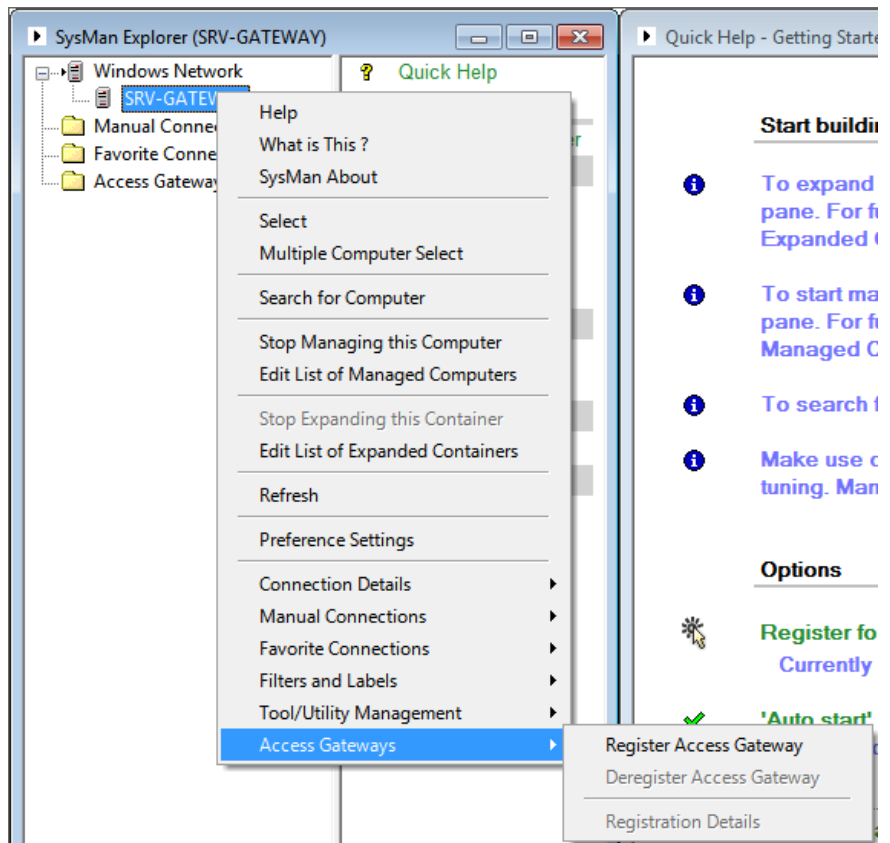 SysMan Explorer (SRV-GATEWAY)
Windows Network
SRV-GATEW
Manual Conne
Favorite Conne
Access Gateway
Quick Help
Help
What is This ?
SysMan About
Select
Multiple Computer Select
Search for Computer
Stop Managing this Computer
Edit List of Managed Computers
Stop Expanding this Container
Edit List of Expanded Containers
Refresh
Preference Settings
Connection Details
Manual Connections
Favorite Connections
Filters and Labels
Tool/Utility Management
Access Gateways
Register Access Gateway
Deregister Access Gateway
Registration Details
Quick Help - Getting Starte
Start buildi
To expand
pane. For f
Expanded
To start ma
pane. For f
Managed C
To search f
Make use o
tuning. Man
Options
Register fo
Currently
'Auto start'